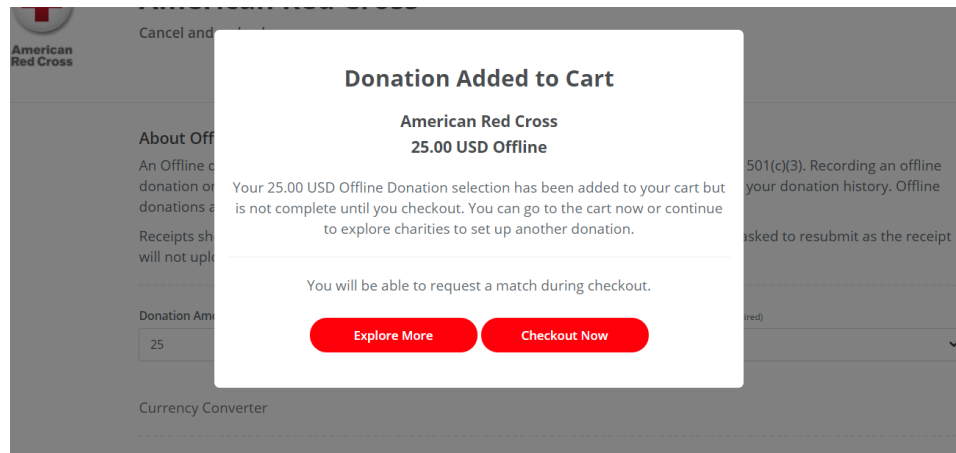 American Red Cross
Cancel and
American
Red Cross
Donation Added to Cart
American Red Cross
25.00 USD Offline
Your 25.00 USD Offline Donation selection has been added to your cart but
is not complete until you checkout. You can go to the cart now or continue
to explore charities to set up another donation.
You will be able to request a match during checkout.
Explore More
Checkout Now
About Off
An Offline
501(c)(3). Recording an offline
donation or
your donation history. Offline
donations a
Receipts sh
asked to resubmit as the receipt
will not uplo
Donation Amo
ired)
25
Currency Converter